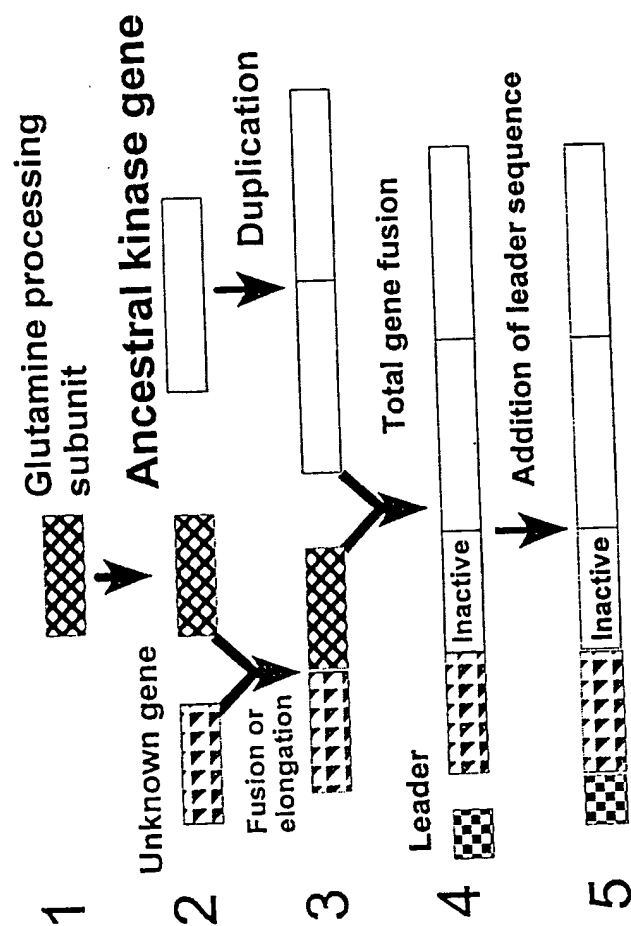 1
Glutamine processing
subunit
2
Unknown gene
Ancestral kinase gene
Fusion or
elongation
Duplication
3
Total gene fusion
Leader
4
Inactive
Addition of leader sequence
5
Inactive